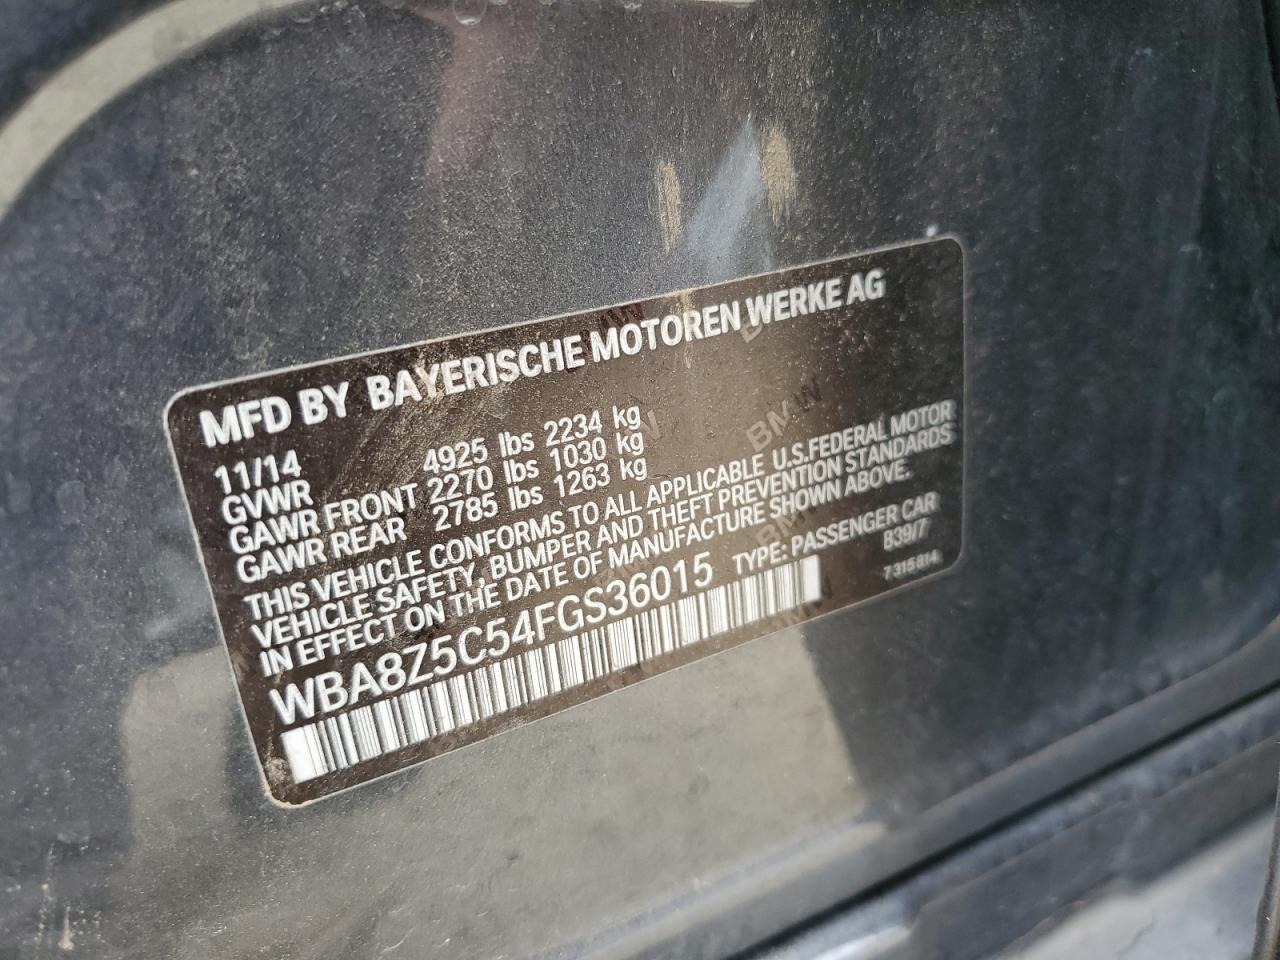 MFD BY BAYERISCHE MOTOREN WERKE AG
11/14
GVWR 4925 lbs 2234 kg
GAWR FRONT 2270 lbs 1030 kg
GAWR REAR 2785 lbs 1263 kg
THIS VEHICLE CONFORMS TO ALL APPLICABLE U.S.FEDERAL MOTOR
VEHICLE SAFETY, BUMPER AND THEFT PREVENTION STANDARDS
IN EFFECT ON THE DATE OF MANUFACTURE SHOWN ABOVE.
WBA8Z5C54FGS36015 TYPE: PASSENGER CAR
B39/7
7 315 814